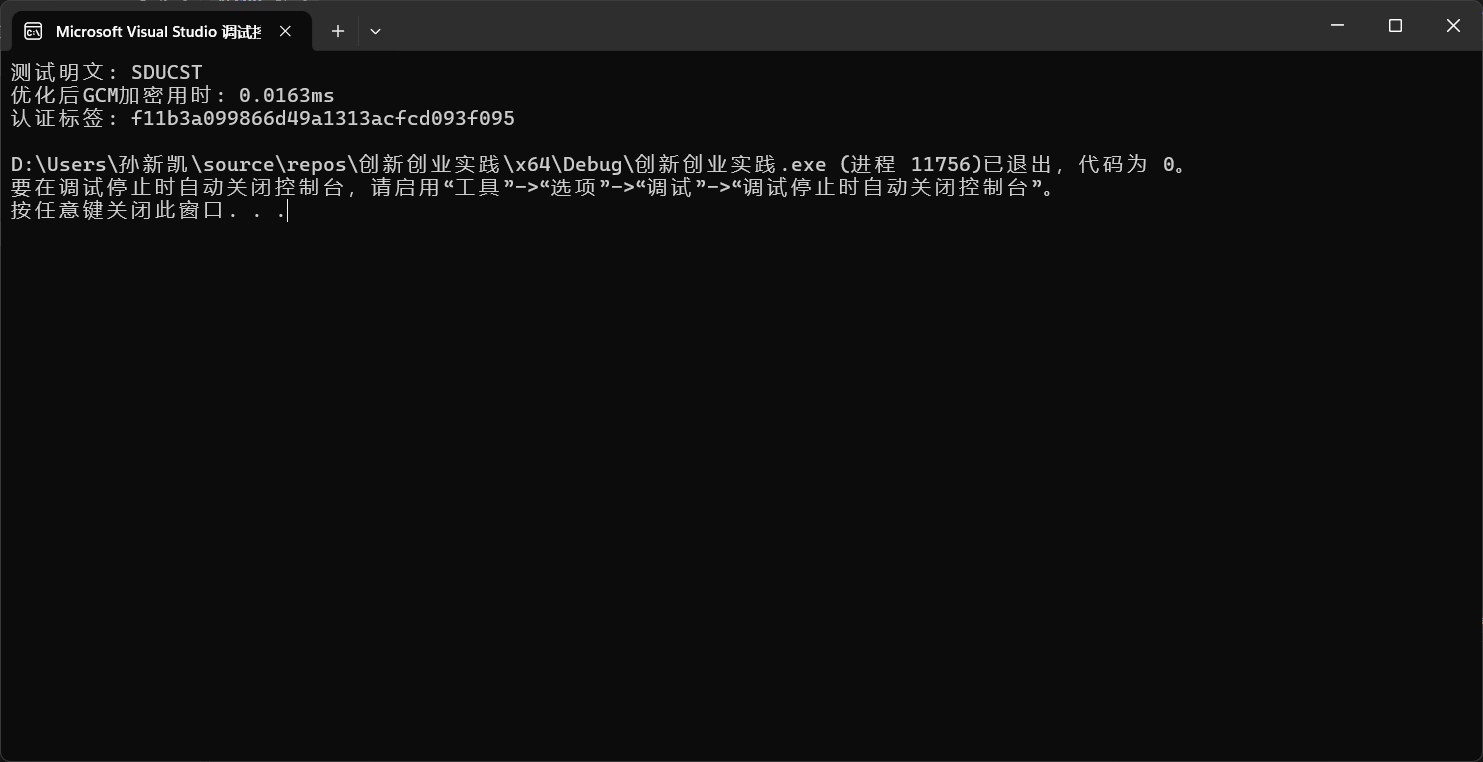 Microsoft Visual Studio 调试
测试明文: SDUCST
优化后GCM加密用时: 0.0163ms
认证标签: f11b3a099866d49a1313acfcd093f095
D:\Users\孙新凯\source\repos\创新创业实践\x64\Debug\创新创业实践.exe (进程 11756)已退出，代码为 0。
要在调试停止时自动关闭控制台，请启用“工具”->“选项”->“调试”->“调试停止时自动关闭控制台”。
按任意键关闭此窗口. . .